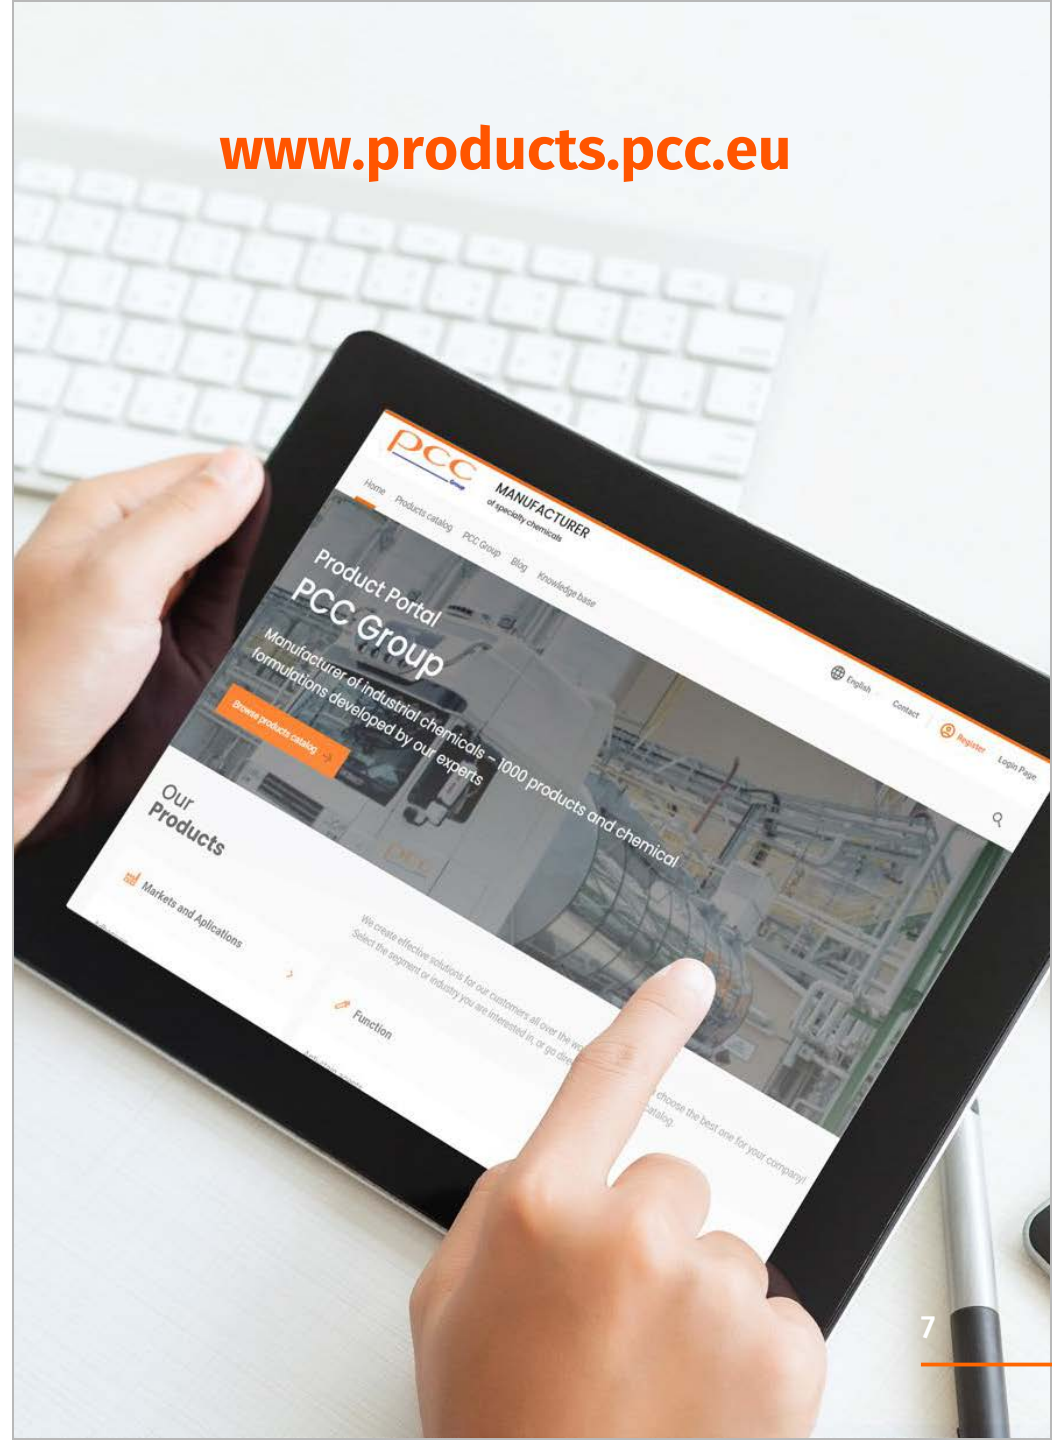 www.products.pcc.eu
pcc
Group
MANUFACTURER
of specialty chemicals
Home Products catalog PCC Group Blog Knowledge base
English Contact Register Login Page
Product Portal
PCC Group
Manufacturer of industrial chemicals – 1000 products and chemical
formulations developed by our experts
Browse products catalog →
pcc
Our
Products
We create effective solutions for our customers all over the
choose the best one for your company!
Select the segment or industry you are interested in, or go
catalog.
Markets and Aplications
Function
7